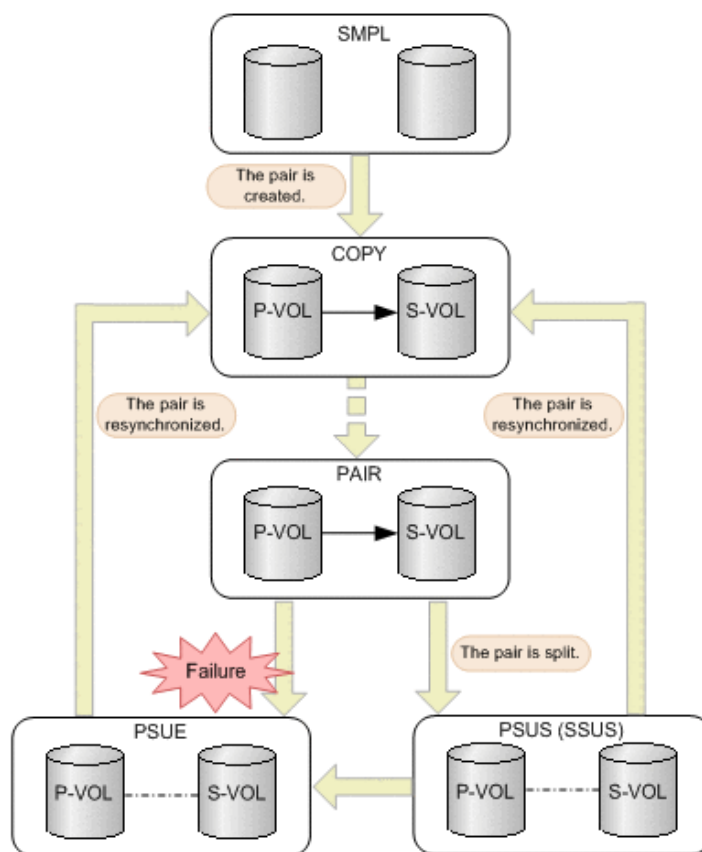 SMPL
The pair is
created.
COPY
P-VOL
S-VOL
The pair is
resynchronized.
The pair is
resynchronized.
PAIR
P-VOL
S-VOL
Failure
The pair is split.
PSUE
P-VOL
S-VOL
PSUS (SSUS)
P-VOL
S-VOL